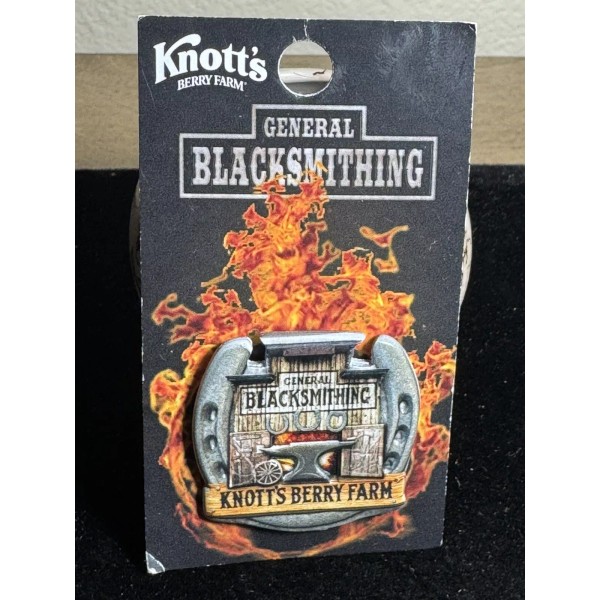 Knott's
BERRY FARM®
GENERAL
BLACKSMITHING
GENERAL
BLACKSMITHING
KNOTT'S BERRY FARM